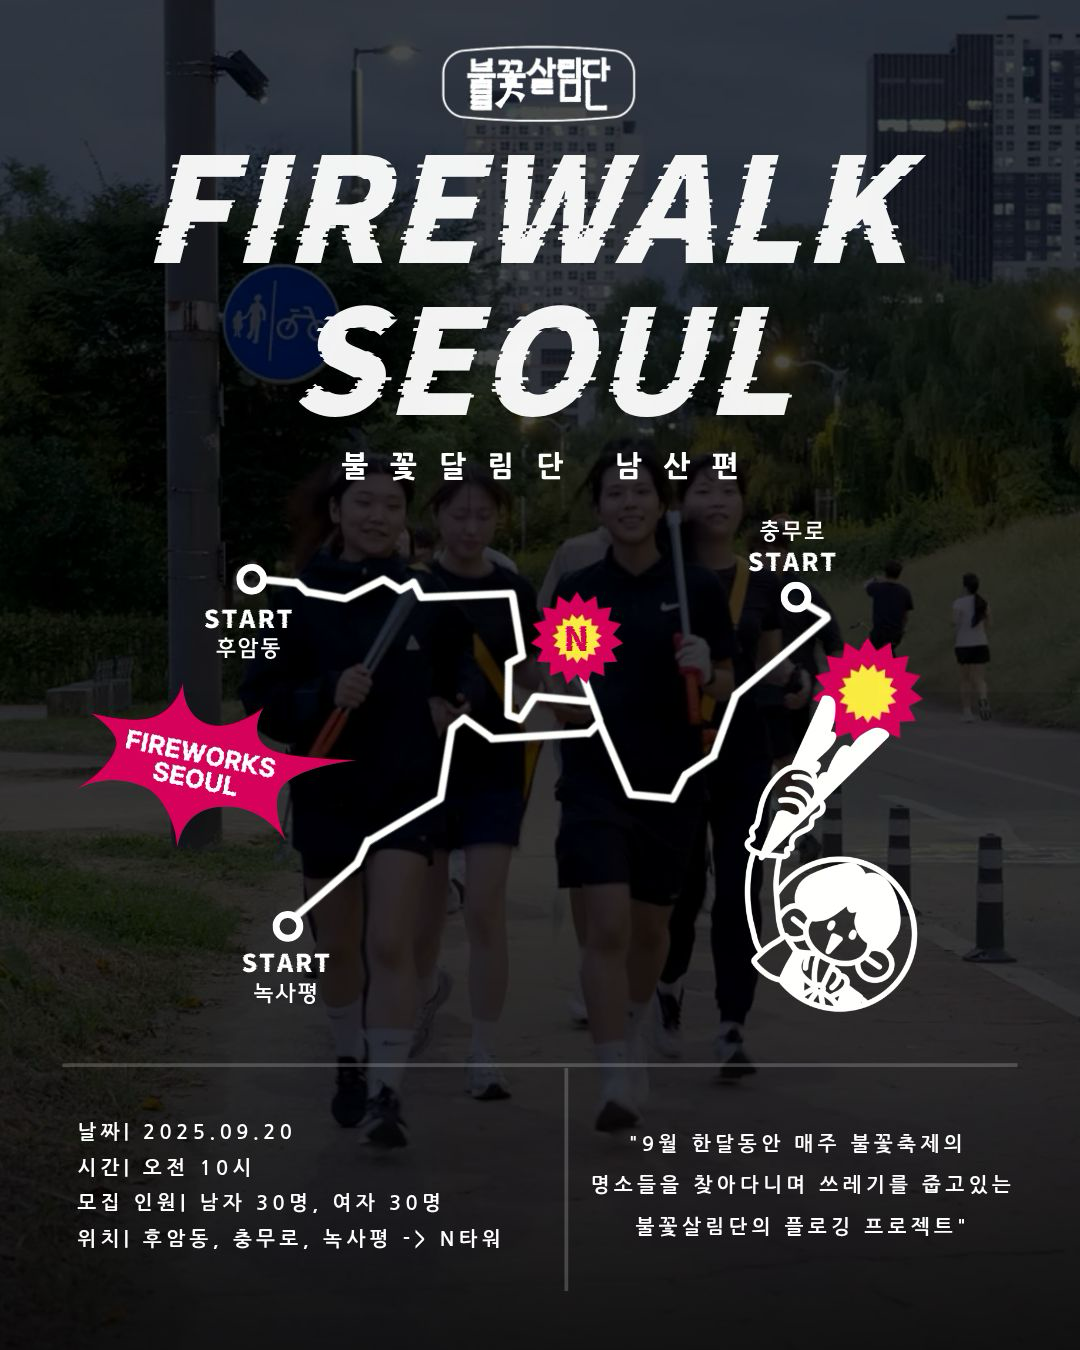 불꽃살림단
FIREWALK
SEOUL
불꽃달림단 남산편
충무로
START
START
후암동
N
FIREWORKS
SEOUL
START
녹사평
날짜| 2025.09.20
시간| 오전 10시
모집 인원| 남자 30명, 여자 30명
위치| 후암동, 충무로, 녹사평 -> N타워
"9월 한달동안 매주 불꽃축제의
명소들을 찾아다니며 쓰레기를 줍고있는
불꽃살림단의 플로깅 프로젝트"